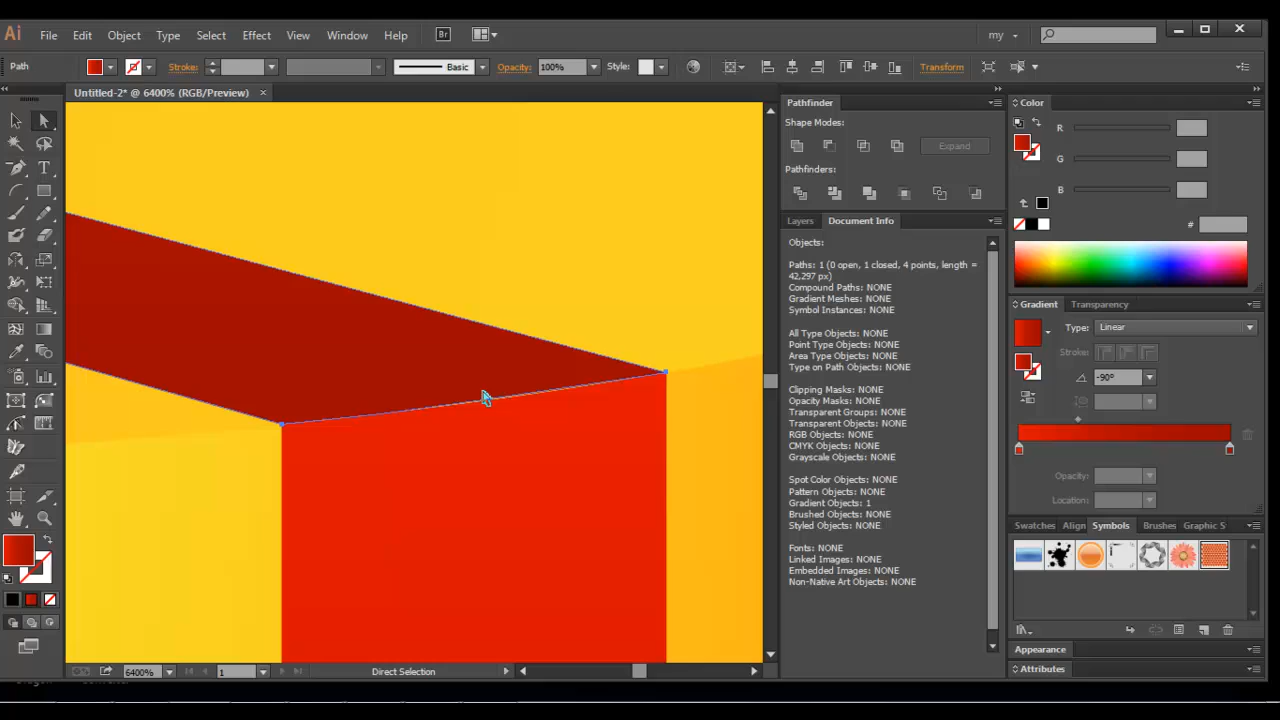 Ai File Edit Object Type Select Effect View Window Help Br my
Path Stroke: Basic Opacity: 100% Style: Transform
Untitled-2* @ 6400% (RGB/Preview) ×
Pathfinder
Shape Modes:
Expand
Pathfinders:
Layers Document Info
Objects:
Paths: 1 (0 open, 1 closed, 4 points, length =
42,297 px)
Compound Paths: NONE
Gradient Meshes: NONE
Symbol Instances: NONE
All Type Objects: NONE
Point Type Objects: NONE
Area Type Objects: NONE
Type on Path Objects: NONE
Clipping Masks: NONE
Opacity Masks: NONE
Transparent Groups: NONE
Transparent Objects: NONE
RGB Objects: NONE
CMYK Objects: NONE
Grayscale Objects: NONE
Spot Color Objects: NONE
Pattern Objects: NONE
Gradient Objects: 1
Brushed Objects: NONE
Styled Objects: NONE
Fonts: NONE
Linked Images: NONE
Embedded Images: NONE
Non-Native Art Objects: NONE
Color
R
G
B
#
Gradient Transparency
Type: Linear
Stroke:
-90°
Opacity:
Location:
Swatches Align Symbols Brushes Graphic S
Appearance
Attributes
6400% 1 Direct Selection